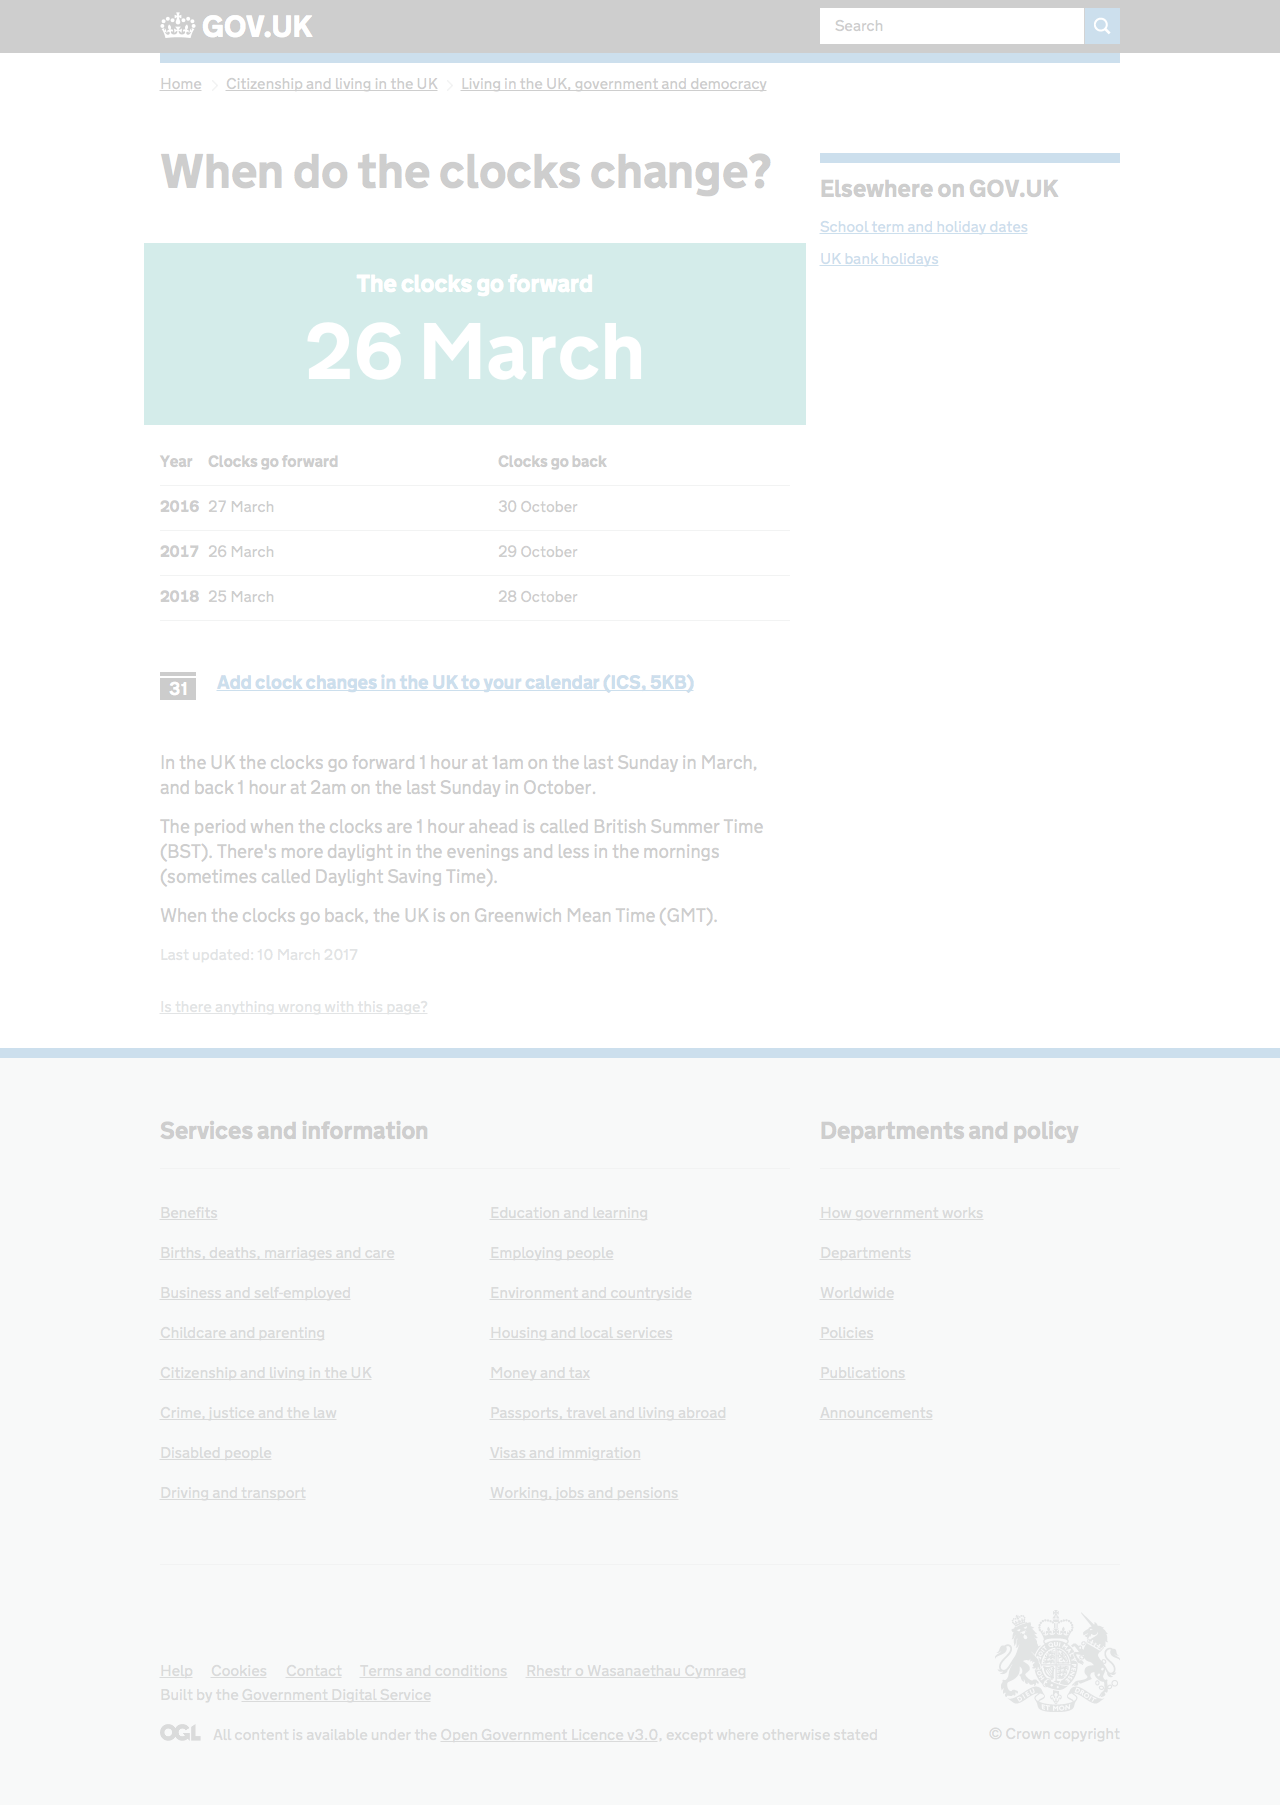 GOV.UK
Search
Home
Citizenship and living in the UK
Living in the UK, government and democracy
When do the clocks change?
The clocks go forward
26 March
Year Clocks go forward Clocks go back
2016 27 March 30 October
2017 26 March 29 October
2018 25 March 28 October
31
Add clock changes in the UK to your calendar (ICS, 5KB)
In the UK the clocks go forward 1 hour at 1am on the last Sunday in March,
and back 1 hour at 2am on the last Sunday in October.
The period when the clocks are 1 hour ahead is called British Summer Time
(BST). There's more daylight in the evenings and less in the mornings
(sometimes called Daylight Saving Time).
When the clocks go back, the UK is on Greenwich Mean Time (GMT).
Last updated: 10 March 2017
Is there anything wrong with this page?
Elsewhere on GOV.UK
School term and holiday dates
UK bank holidays
Services and information
Benefits
Births, deaths, marriages and care
Business and self-employed
Childcare and parenting
Citizenship and living in the UK
Crime, justice and the law
Disabled people
Driving and transport
Education and learning
Employing people
Environment and countryside
Housing and local services
Money and tax
Passports, travel and living abroad
Visas and immigration
Working, jobs and pensions
Departments and policy
How government works
Departments
Worldwide
Policies
Publications
Announcements
Help Cookies Contact Terms and conditions Rhestr o Wasanaethau Cymraeg
Built by the Government Digital Service
OGL All content is available under the Open Government Licence v3.0, except where otherwise stated
© Crown copyright